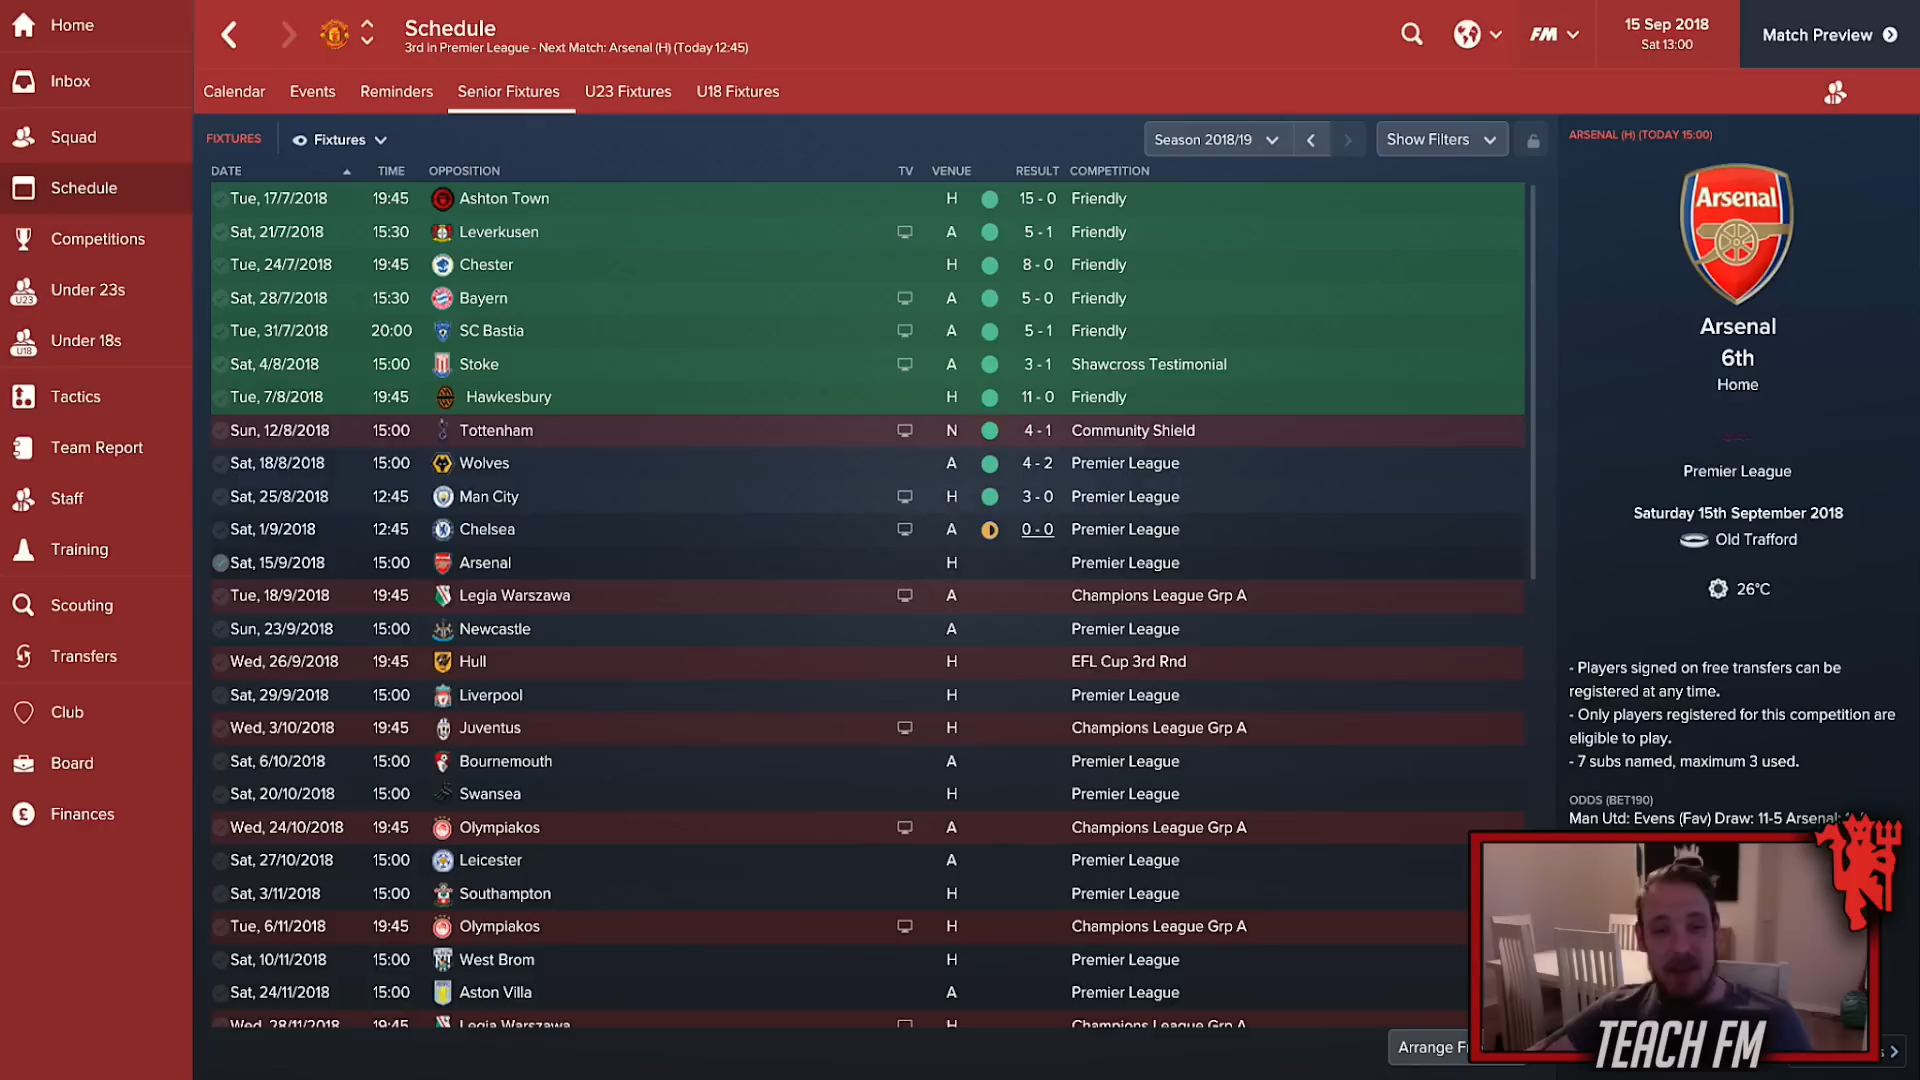 Home
Inbox
Squad
Schedule
Competitions
U23 Under 23s
U18 Under 18s
Tactics
Team Report
Staff
Training
Scouting
Transfers
Club
Board
£ Finances
Schedule
3rd in Premier League - Next Match: Arsenal (H) (Today 12:45)
FM
15 Sep 2018
Sat 13:00
Match Preview
Calendar Events Reminders Senior Fixtures U23 Fixtures U18 Fixtures
FIXTURES Fixtures Season 2018/19 Show Filters
DATE TIME OPPOSITION TV VENUE RESULT COMPETITION
Tue, 17/7/2018 19:45 Ashton Town H 15 - 0 Friendly
Sat, 21/7/2018 15:30 Leverkusen A 5 - 1 Friendly
Tue, 24/7/2018 19:45 Chester H 8 - 0 Friendly
Sat, 28/7/2018 15:30 Bayern A 5 - 0 Friendly
Tue, 31/7/2018 20:00 SC Bastia A 5 - 1 Friendly
Sat, 4/8/2018 15:00 Stoke A 3 - 1 Shawcross Testimonial
Tue, 7/8/2018 19:45 Hawkesbury H 11 - 0 Friendly
Sun, 12/8/2018 15:00 Tottenham N 4 - 1 Community Shield
Sat, 18/8/2018 15:00 Wolves A 4 - 2 Premier League
Sat, 25/8/2018 12:45 Man City H 3 - 0 Premier League
Sat, 1/9/2018 12:45 Chelsea A 0 - 0 Premier League
Sat, 15/9/2018 15:00 Arsenal H Premier League
Tue, 18/9/2018 19:45 Legia Warszawa A Champions League Grp A
Sun, 23/9/2018 15:00 Newcastle A Premier League
Wed, 26/9/2018 19:45 Hull H EFL Cup 3rd Rnd
Sat, 29/9/2018 15:00 Liverpool H Premier League
Wed, 3/10/2018 19:45 Juventus H Champions League Grp A
Sat, 6/10/2018 15:00 Bournemouth A Premier League
Sat, 20/10/2018 15:00 Swansea H Premier League
Wed, 24/10/2018 19:45 Olympiakos A Champions League Grp A
Sat, 27/10/2018 15:00 Leicester A Premier League
Sat, 3/11/2018 15:00 Southampton H Premier League
Tue, 6/11/2018 19:45 Olympiakos H Champions League Grp A
Sat, 10/11/2018 15:00 West Brom H Premier League
Sat, 24/11/2018 15:00 Aston Villa A Premier League
Wed, 28/11/2018 19:45 Legia Warszawa H Champions League Grp A
Arrange F
ARSENAL (H) (TODAY 15:00)
Arsenal
Arsenal
6th
Home
Premier League
Saturday 15th September 2018
Old Trafford
26°C
- Players signed on free transfers can be
registered at any time.
- Only players registered for this competition are
eligible to play.
- 7 subs named, maximum 3 used.
ODDS (BET190)
Man Utd: Evens (Fav) Draw: 11-5 Arsenal:
TEACH FM